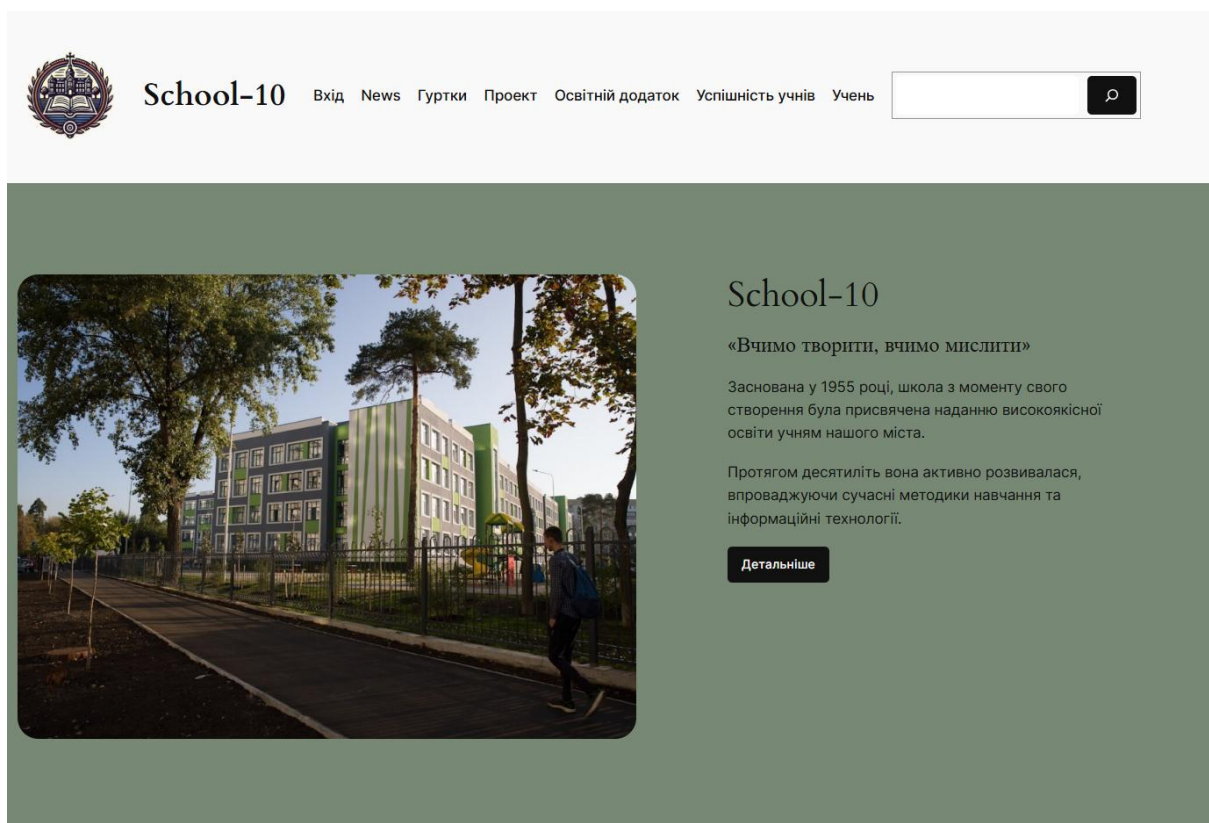 School-10
Вхід News Гуртки Проект Освітній додаток Успішність учнів Учень
School-10
«Вчимо творити, вчимо мислити»
Заснована у 1955 році, школа з моменту свого
створення була присвячена наданню високоякісної
освіти учням нашого міста.
Протягом десятиліть вона активно розвивалася,
впроваджуючи сучасні методики навчання та
інформаційні технології.
Детальніше